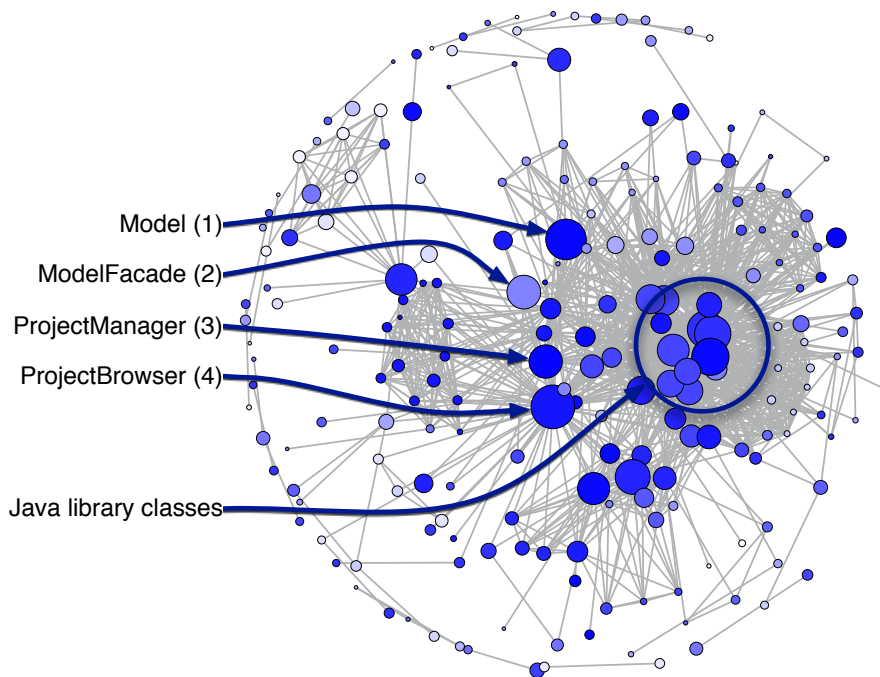 Model (1)
ModelFacade (2)
ProjectManager (3)
ProjectBrowser (4)
Java library classes